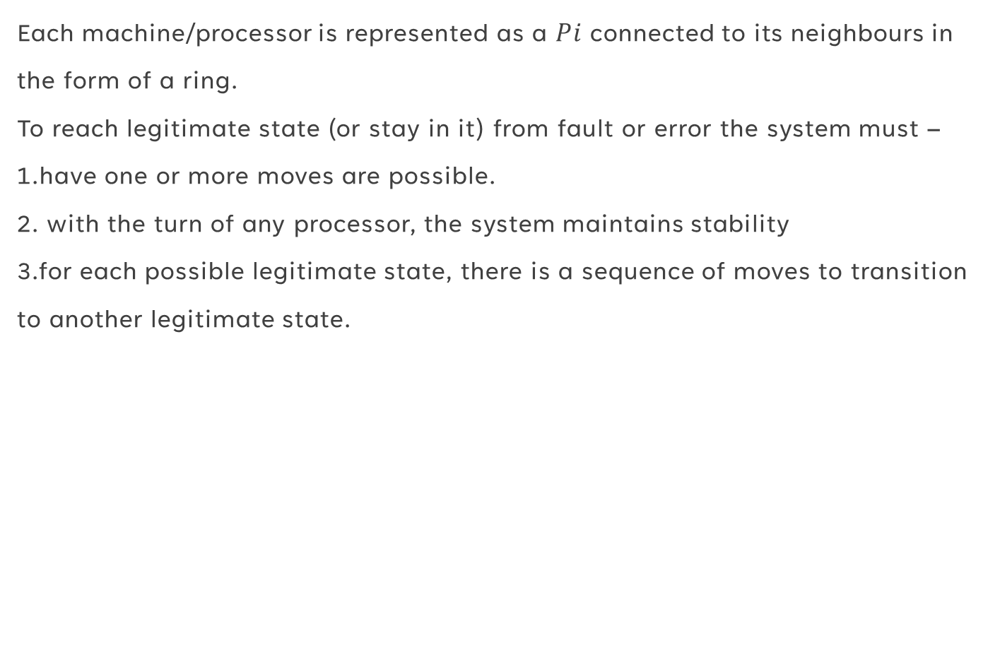 Each machine/processor is represented as a Pi connected to its neighbours in
the form of a ring.
To reach legitimate state (or stay in it) from fault or error the system must –
1.have one or more moves are possible.
2. with the turn of any processor, the system maintains stability
3.for each possible legitimate state, there is a sequence of moves to transition
to another legitimate state.